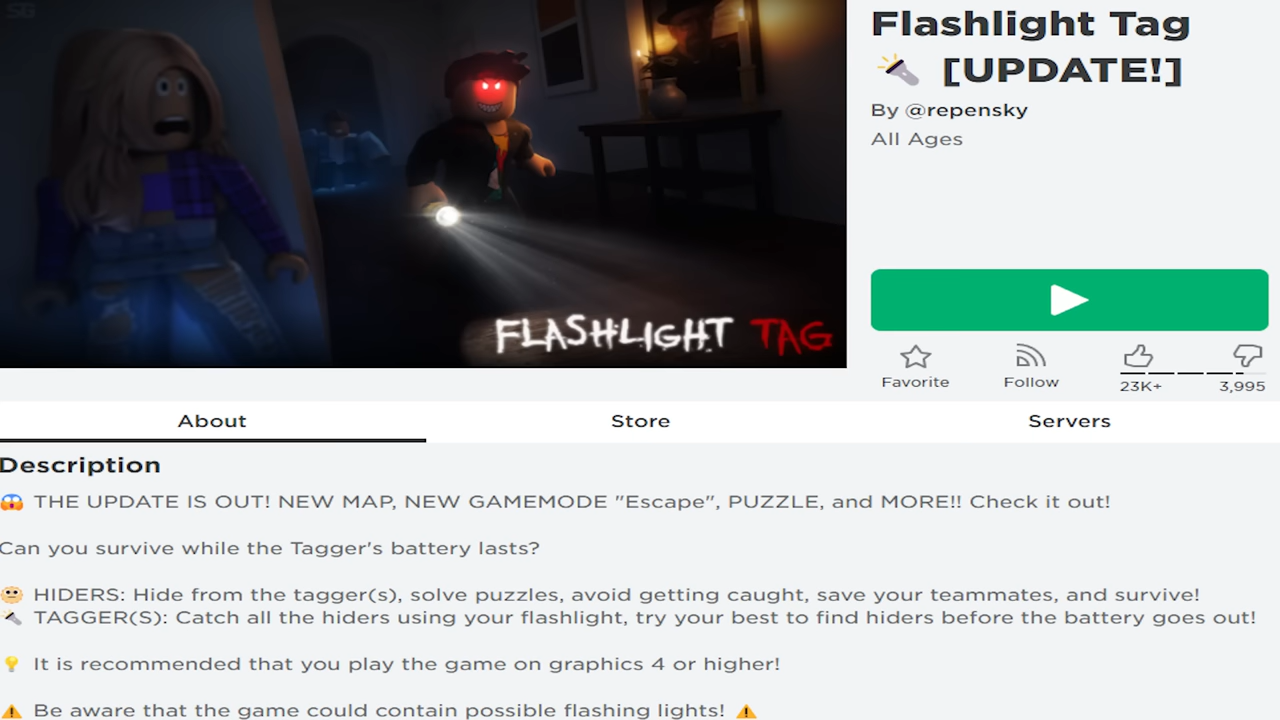 SG
Flashlight Tag
[UPDATE!]
By @repensky
All Ages
FLASHLIGHT TAG
Favorite
Follow
23K+
3,995
About
Store
Servers
Description
😱 THE UPDATE IS OUT! NEW MAP, NEW GAMEMODE "Escape", PUZZLE, and MORE!! Check it out!
Can you survive while the Tagger's battery lasts?
🫥 HIDERS: Hide from the tagger(s), solve puzzles, avoid getting caught, save your teammates, and survive!
🔦 TAGGER(S): Catch all the hiders using your flashlight, try your best to find hiders before the battery goes out!
💡 It is recommended that you play the game on graphics 4 or higher!
⚠️ Be aware that the game could contain possible flashing lights! ⚠️